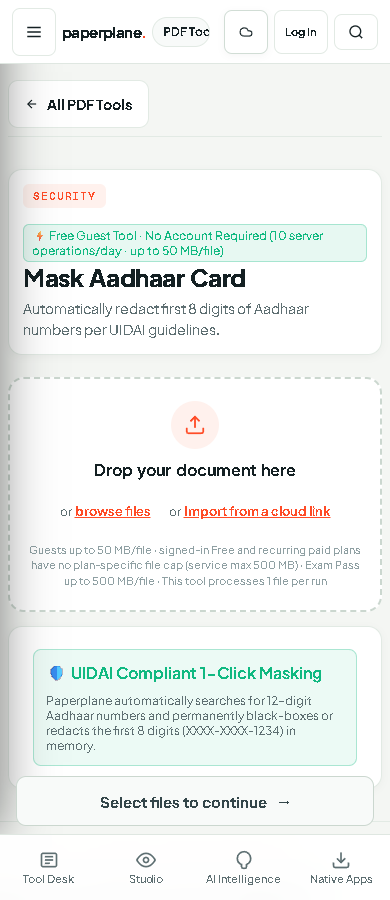 paperplane.
PDF Too
Log In
← All PDF Tools
SECURITY
Free Guest Tool · No Account Required (10 server
operations/day · up to 50 MB/file)
Mask Aadhaar Card
Automatically redact first 8 digits of Aadhaar
numbers per UIDAI guidelines.
Drop your document here
or browse files or Import from a cloud link
Guests up to 50 MB/file · signed-in Free and recurring paid plans
have no plan-specific file cap (service max 500 MB) · Exam Pass
up to 500 MB/file · This tool processes 1 file per run
UIDAI Compliant 1-Click Masking
Paperplane automatically searches for 12-digit
Aadhaar numbers and permanently black-boxes or
redacts the first 8 digits (XXXX-XXXX-1234) in
memory.
Select files to continue →
Tool Desk
Studio
AI Intelligence
Native Apps